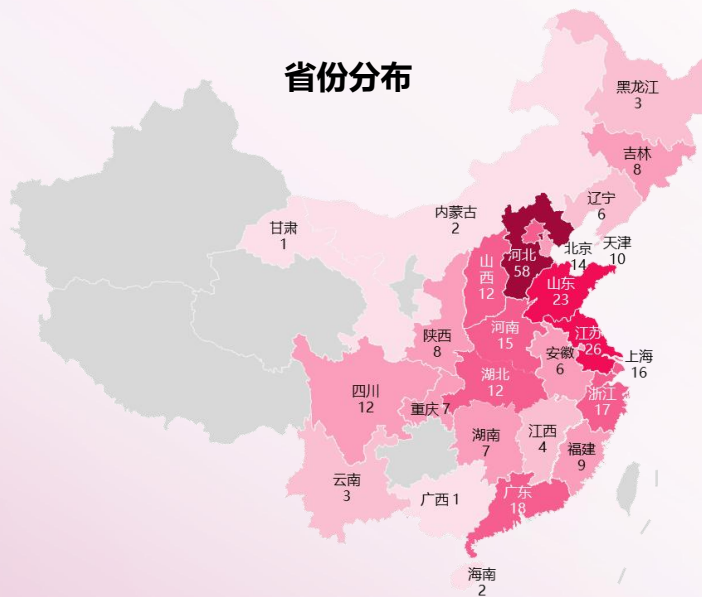 省份分布
黑龙江
3
吉林
8
辽宁
6
内蒙古
2
甘肃
1
北京
14
天津
10
河北
58
山
西
12
山东
23
陕西
8
河南
15
江苏
26
安徽
6
上海
16
四川
12
重庆 7
湖北
12
浙江
17
湖南
7
江西
4
福建
9
云南
3
广西 1
广东
18
海南
2